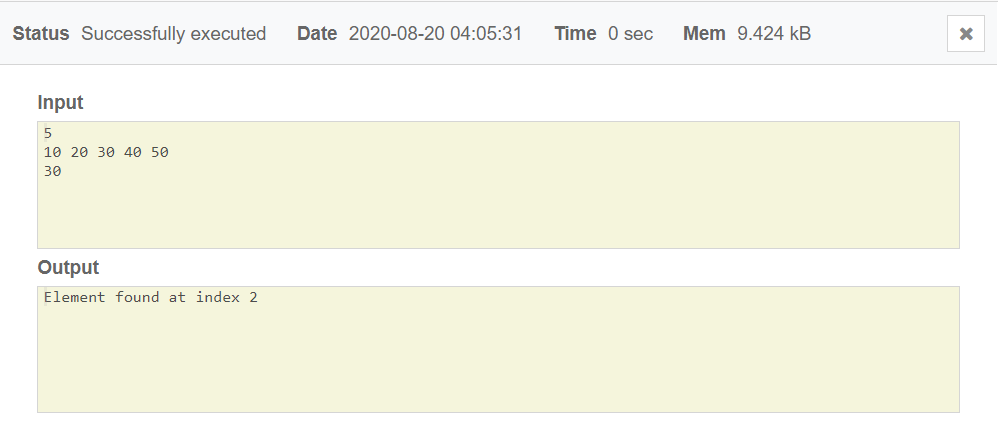 Status Successfully executed Date 2020-08-20 04:05:31 Time 0 sec Mem 9.424 kB
Input
5
10 20 30 40 50
30
Output
Element found at index 2